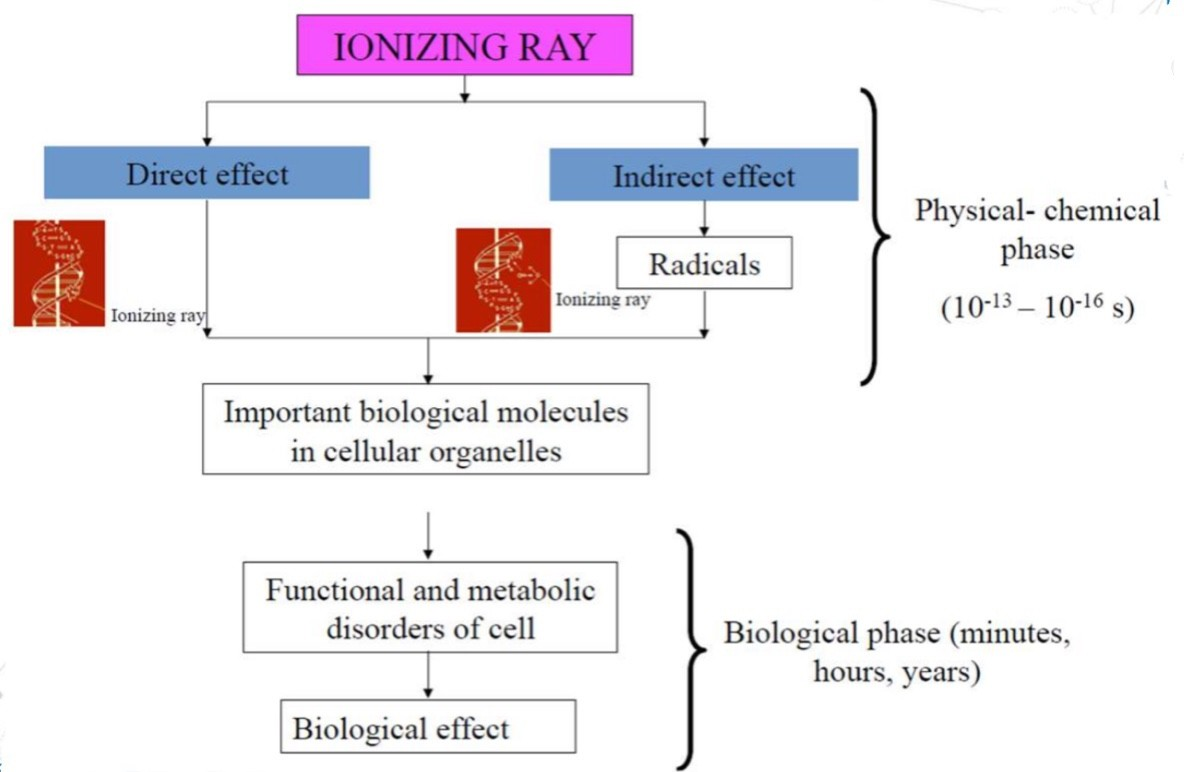 IONIZING RAY
Direct effect
Indirect effect
Radicals
Ionizing ray
Ionizing ray
Physical- chemical
phase
(10⁻¹³ – 10⁻¹⁶ s)
Important biological molecules
in cellular organelles
Functional and metabolic
disorders of cell
Biological phase (minutes,
hours, years)
Biological effect